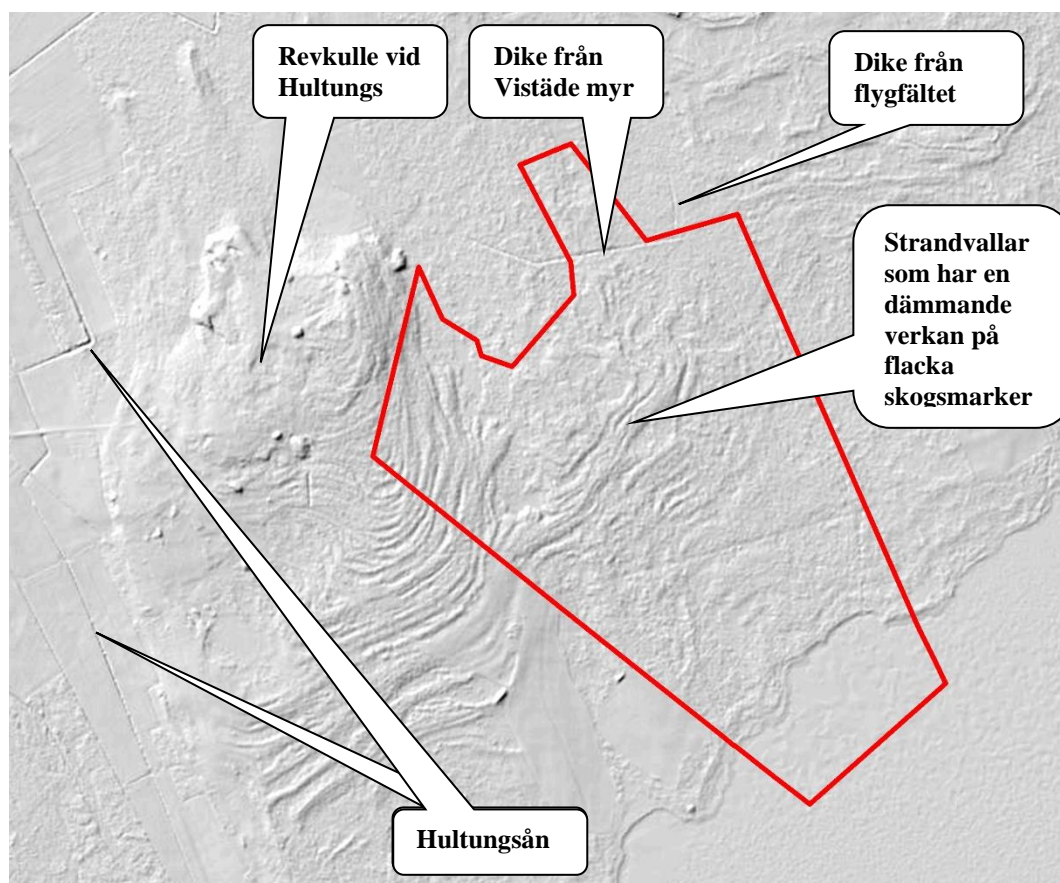 Revkulle vid
Hultungs
Dike från
Vistäde myr
Dike från
flygfältet
Strandvallar
som har en
dämmande
verkan på
flacka
skogsmarker
Hultungsån